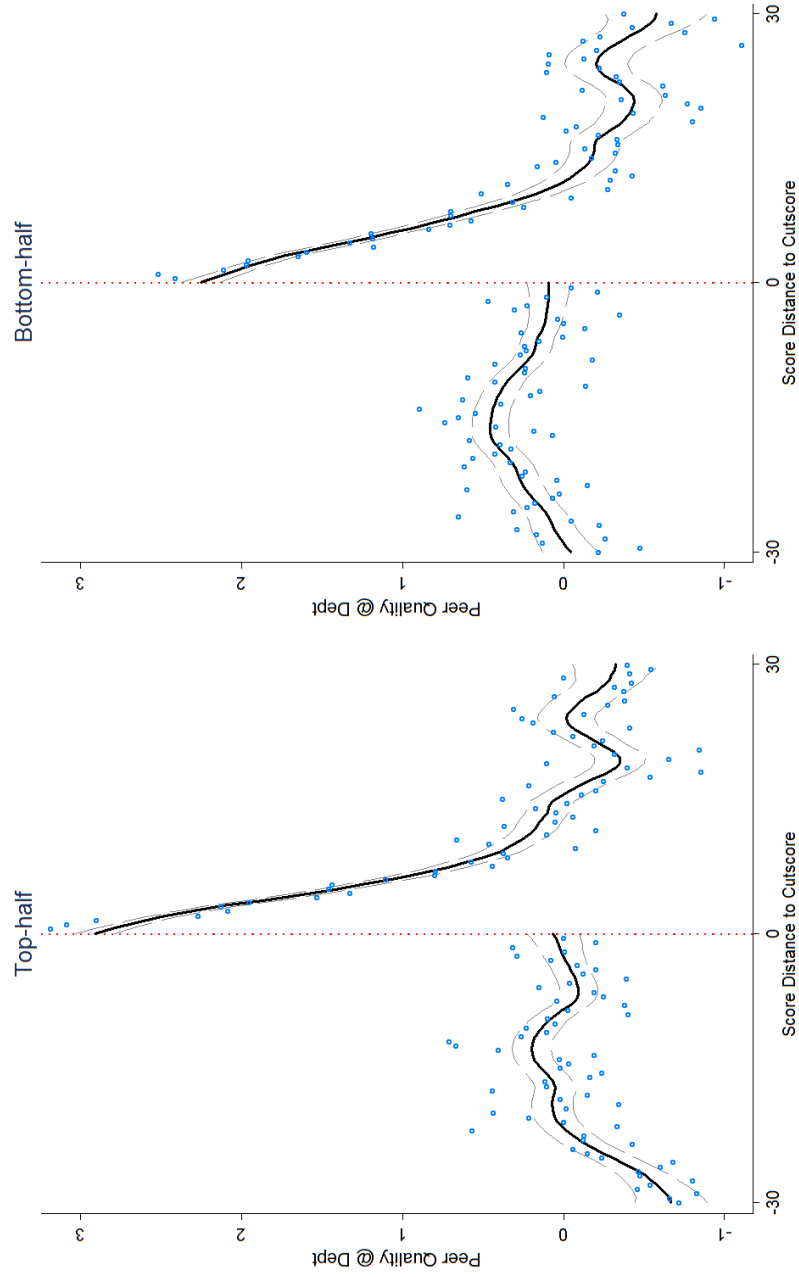 Top-half
Peer Quality @ Dept
3
2
1
0
-1
-30
0
30
Score Distance to Cutscore
Bottom-half
Peer Quality @ Dept
3
2
1
0
-1
-30
0
30
Score Distance to Cutscore